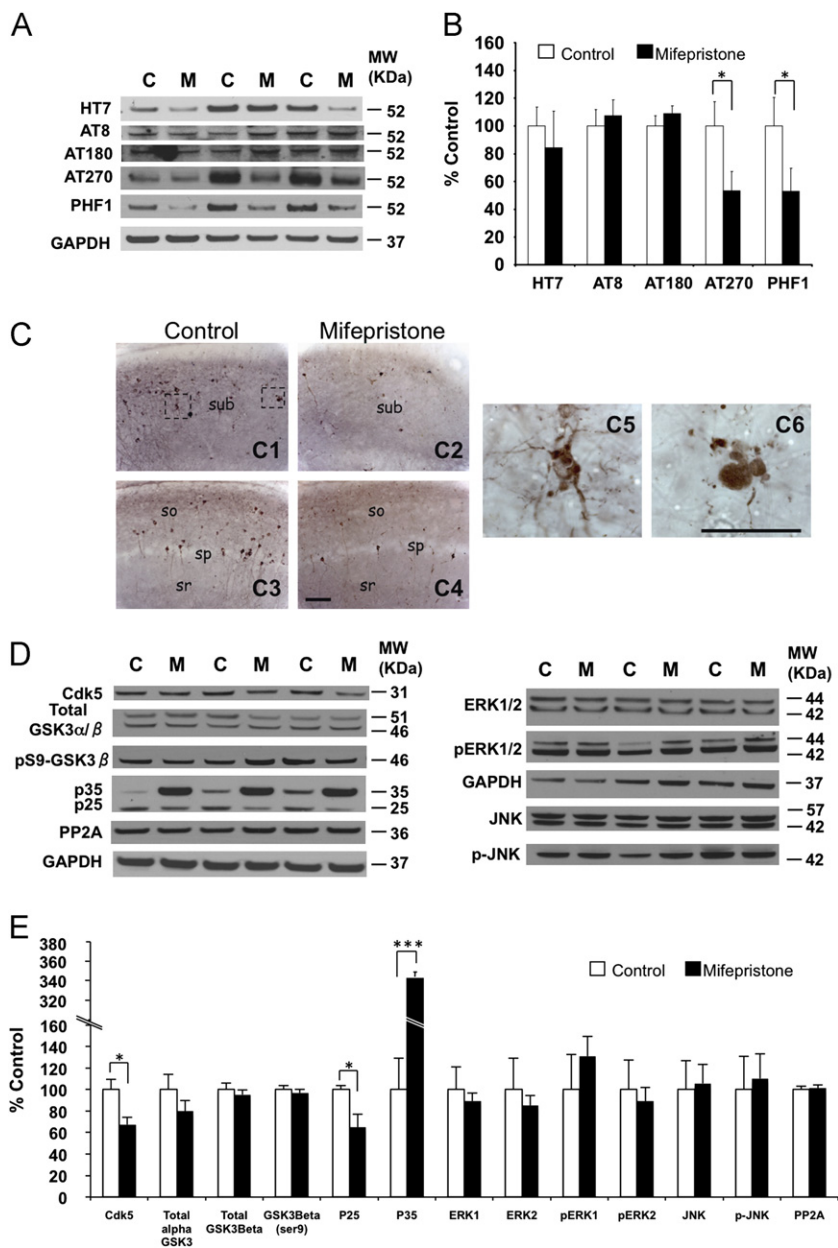 A
C M C M C M
MW
(KDa)
HT7
52
AT8
52
AT180
52
AT270
52
PHF1
52
GAPDH
37
B
Control Mifepristone
% Control
160
140
120
100
80
60
40
20
0
*
*
HT7 AT8 AT180 AT270 PHF1
C
Control Mifepristone
sub
C1
sub
C2
so
sp
sr
C3
so
sp
sr
C4
C5
C6
D
C M C M C M
MW
(KDa)
Cdk5
31
Total
GSK3α/β
51
46
pS9-GSK3β
46
p35
35
p25
25
PP2A
36
GAPDH
37
C M C M C M
MW
(KDa)
ERK1/2
44
42
pERK1/2
44
42
GAPDH
37
JNK
57
42
p-JNK
42
E
% Control
380
360
340
320
300
160
140
120
100
80
60
40
20
0
Control Mifepristone
*
*
***
Cdk5
Total
alpha
GSK3
Total
GSK3Beta
GSK3Beta
(ser9)
P25
P35
ERK1
ERK2
pERK1
pERK2
JNK
p-JNK
PP2A